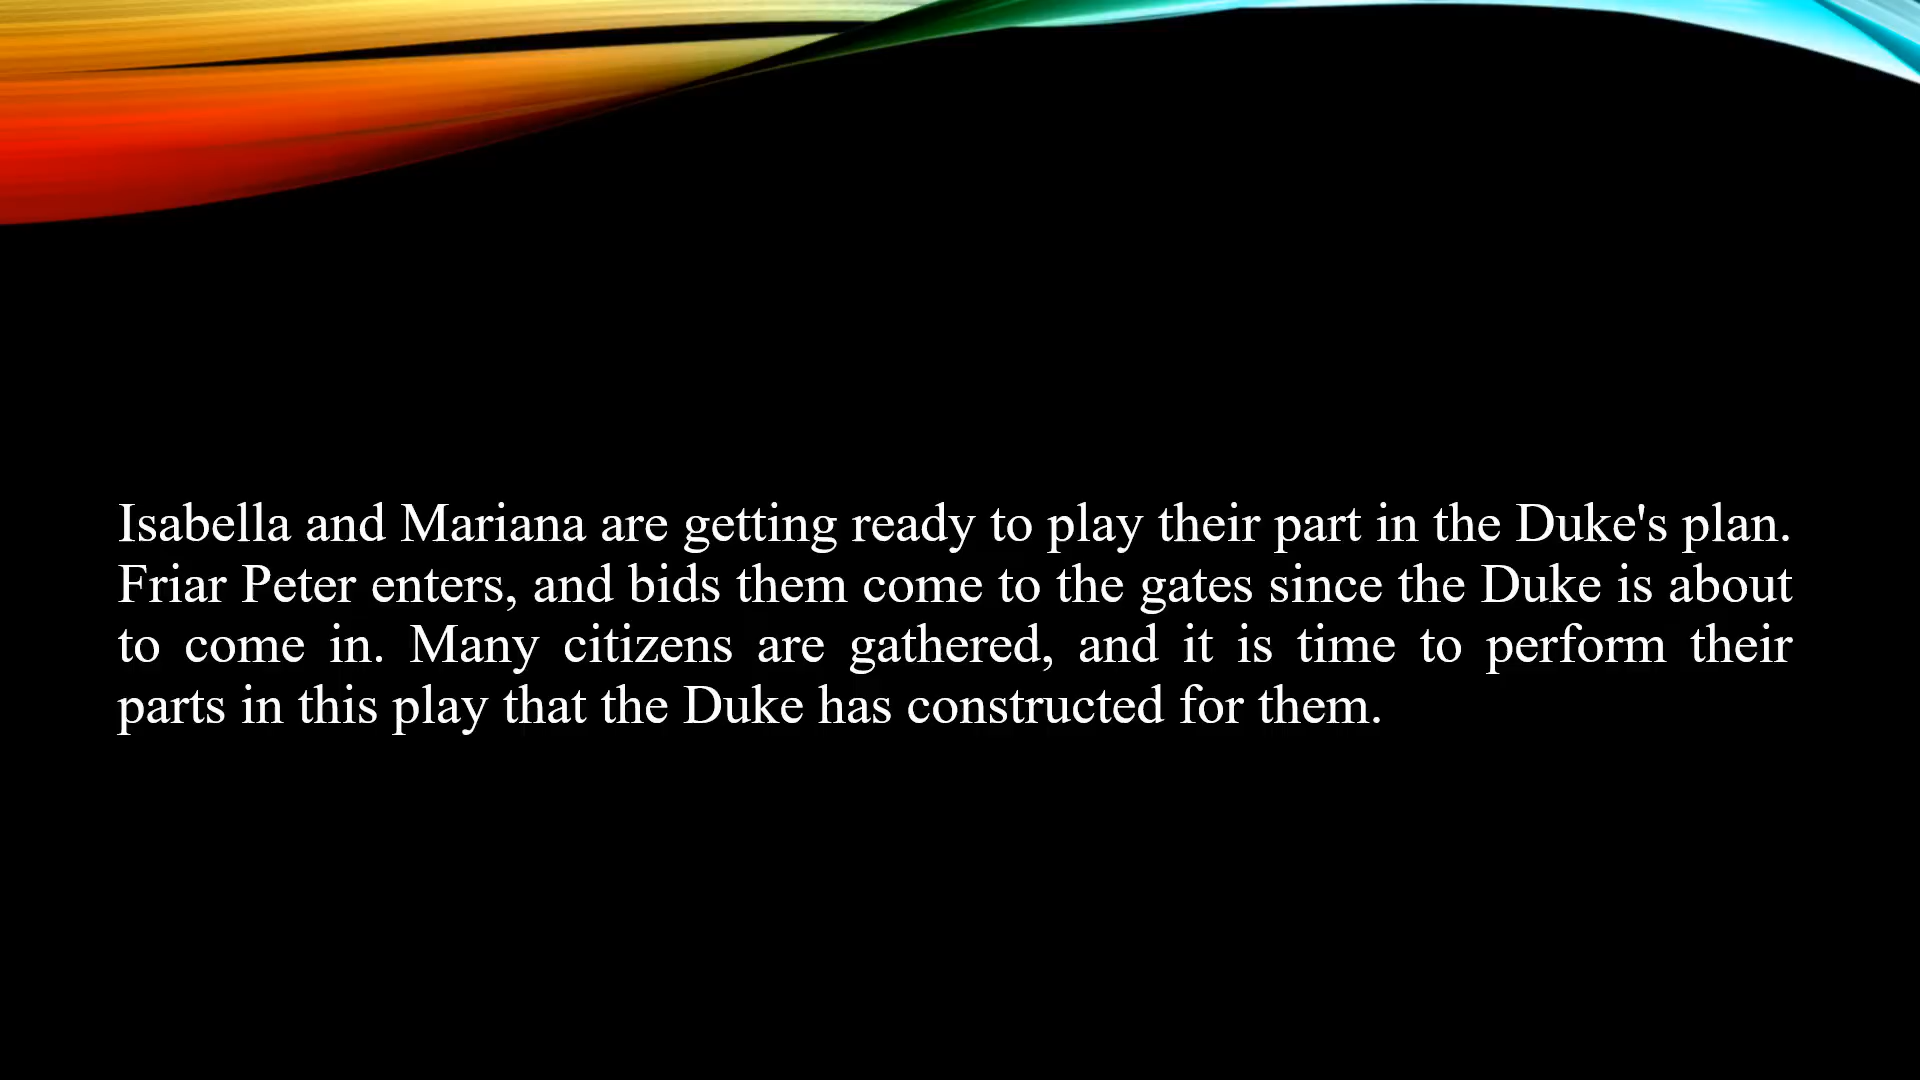 Isabella and Mariana are getting ready to play their part in the Duke's plan.
Friar Peter enters, and bids them come to the gates since the Duke is about
to come in. Many citizens are gathered, and it is time to perform their
parts in this play that the Duke has constructed for them.